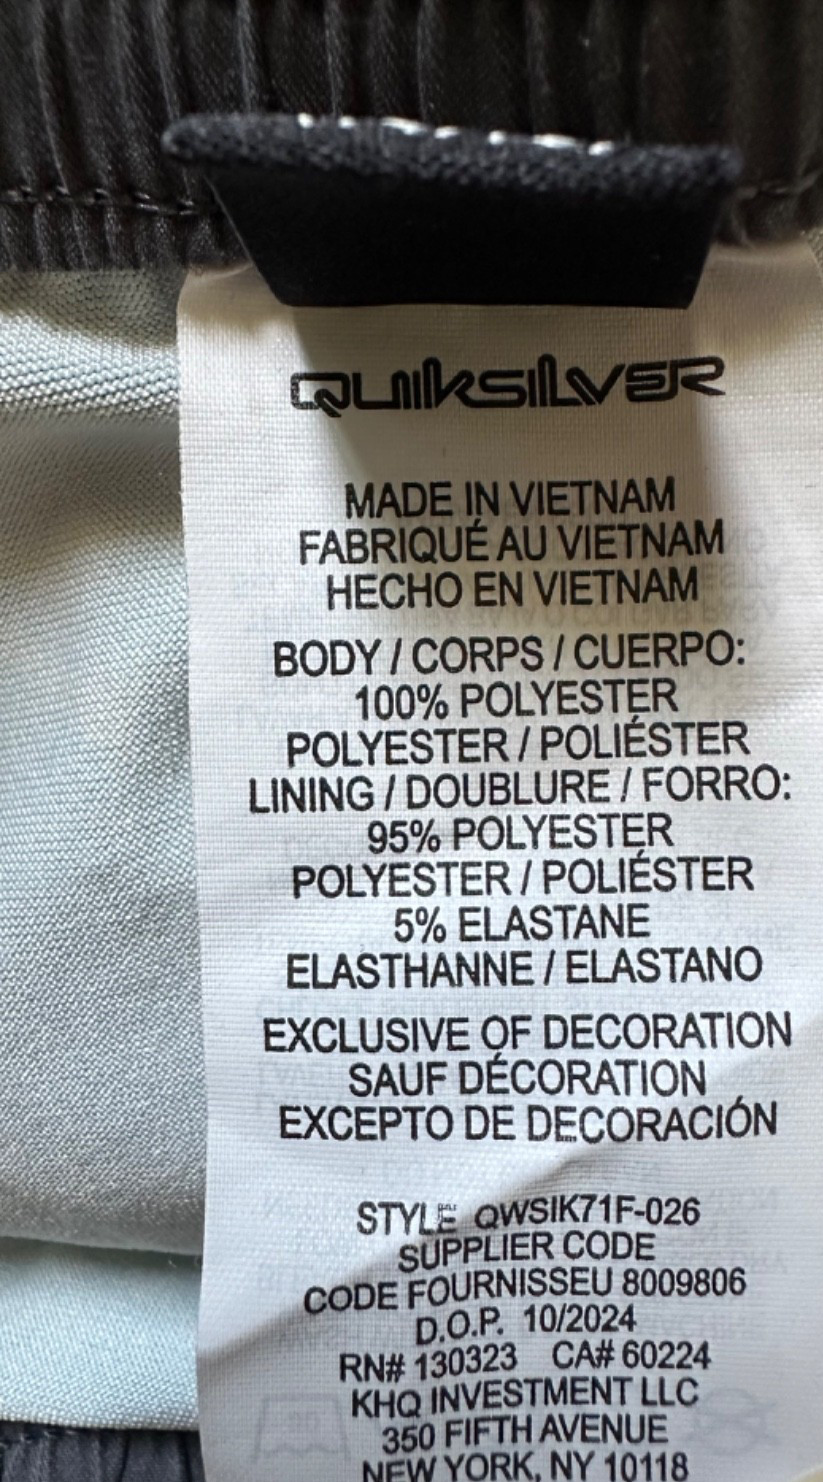 QUIKSILVER
MADE IN VIETNAM
FABRIQUÉ AU VIETNAM
HECHO EN VIETNAM
BODY / CORPS / CUERPO:
100% POLYESTER
POLYESTER / POLIÉSTER
LINING / DOUBLURE / FORRO:
95% POLYESTER
POLYESTER / POLIÉSTER
5% ELASTANE
ELASTHANNE / ELASTANO
EXCLUSIVE OF DECORATION
SAUF DÉCORATION
EXCEPTO DE DECORACIÓN
STYLE QWSIK71F-026
SUPPLIER CODE
CODE FOURNISSEU 8009806
D.O.P. 10/2024
RN# 130323 CA# 60224
KHQ INVESTMENT LLC
350 FIFTH AVENUE
NEW YORK, NY 10118